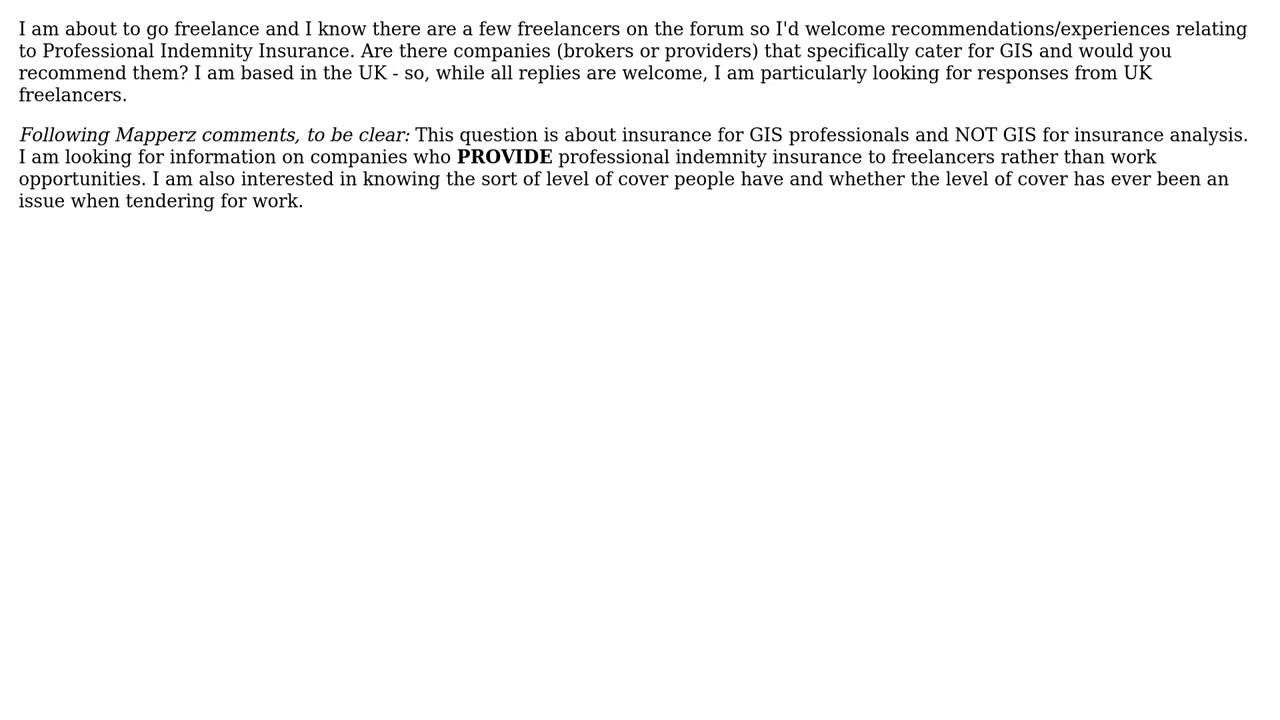 I am about to go freelance and I know there are a few freelancers on the forum so I'd welcome recommendations/experiences relating
to Professional Indemnity Insurance. Are there companies (brokers or providers) that specifically cater for GIS and would you
recommend them? I am based in the UK - so, while all replies are welcome, I am particularly looking for responses from UK
freelancers.
Following Mapperz comments, to be clear: This question is about insurance for GIS professionals and NOT GIS for insurance analysis.
I am looking for information on companies who PROVIDE professional indemnity insurance to freelancers rather than work
opportunities. I am also interested in knowing the sort of level of cover people have and whether the level of cover has ever been an
issue when tendering for work.